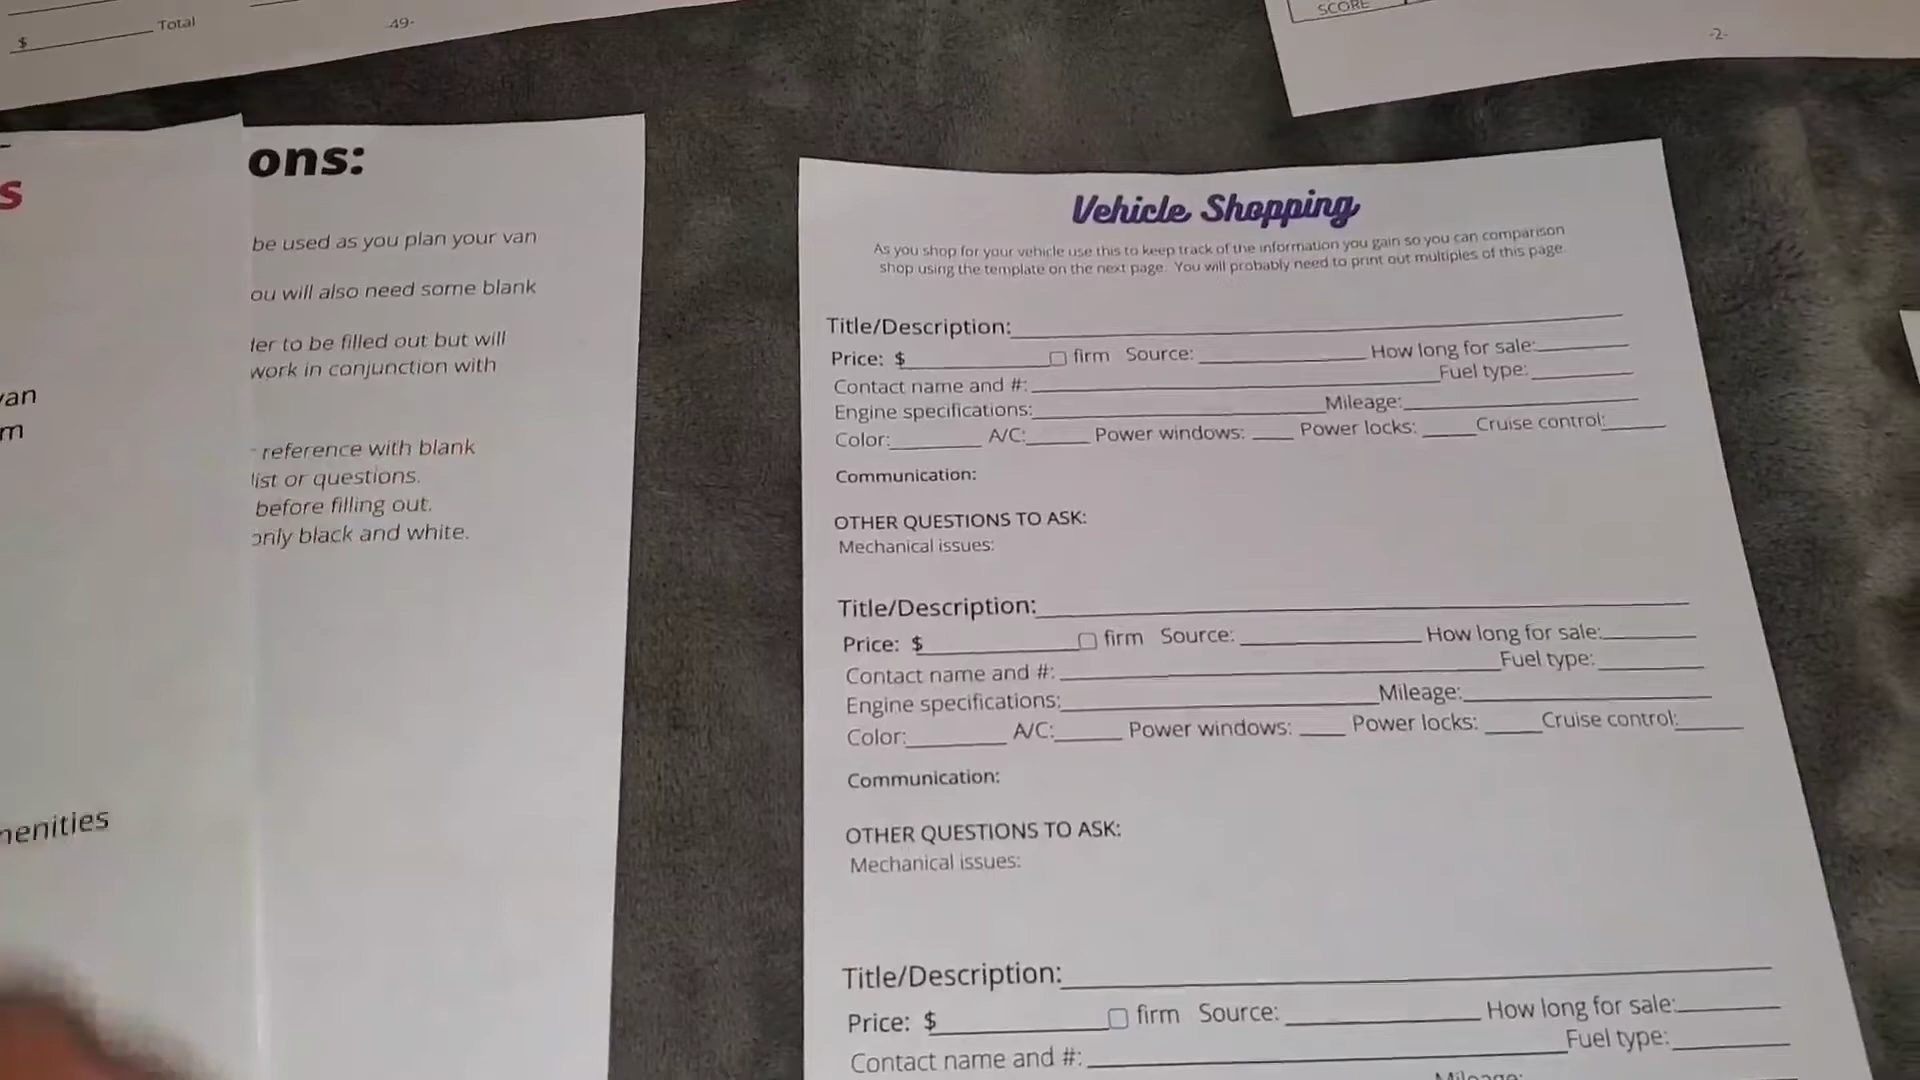 $ Total
-49-
SCORE
-2-
s
van
m
menities
ons:
be used as you plan your van
ou will also need some blank
ler to be filled out but will
work in conjunction with
reference with blank
list or questions.
before filling out.
only black and white.
Vehicle Shopping
As you shop for your vehicle use this to keep track of the information you gain so you can comparison
shop using the template on the next page. You will probably need to print out multiples of this page.
Title/Description:
Price: $ firm Source: How long for sale:
Contact name and #: Fuel type:
Engine specifications: Mileage:
Color: A/C: Power windows: Power locks: Cruise control:
Communication:
OTHER QUESTIONS TO ASK:
Mechanical issues:
Title/Description:
Price: $ firm Source: How long for sale:
Contact name and #: Fuel type:
Engine specifications: Mileage:
Color: A/C: Power windows: Power locks: Cruise control:
Communication:
OTHER QUESTIONS TO ASK:
Mechanical issues:
Title/Description:
Price: $ firm Source: How long for sale:
Contact name and #: Fuel type:
Mileage: